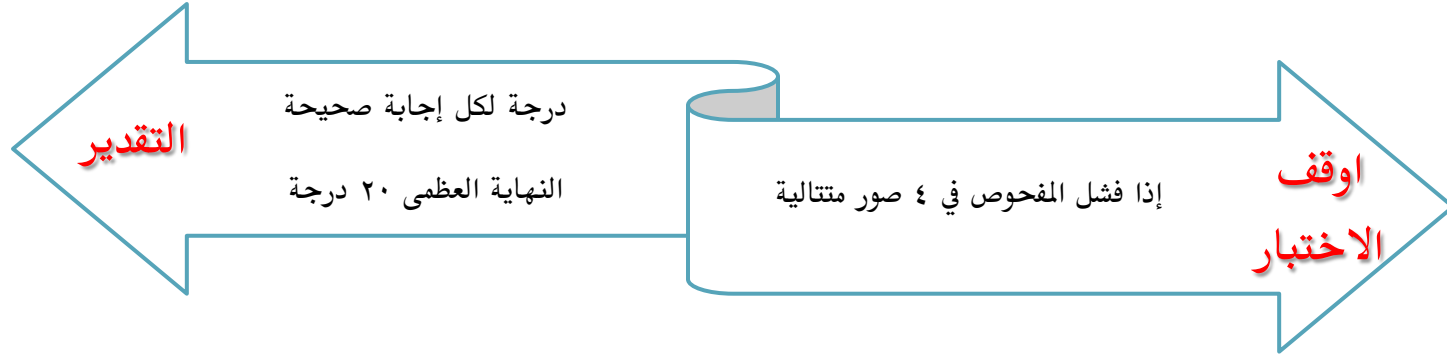 اوقف
الاختبار
إذا فشل المفحوص في ٤ صور متتالية
التقدير
درجة لكل إجابة صحيحة
النهاية العظمى ٢٠ درجة